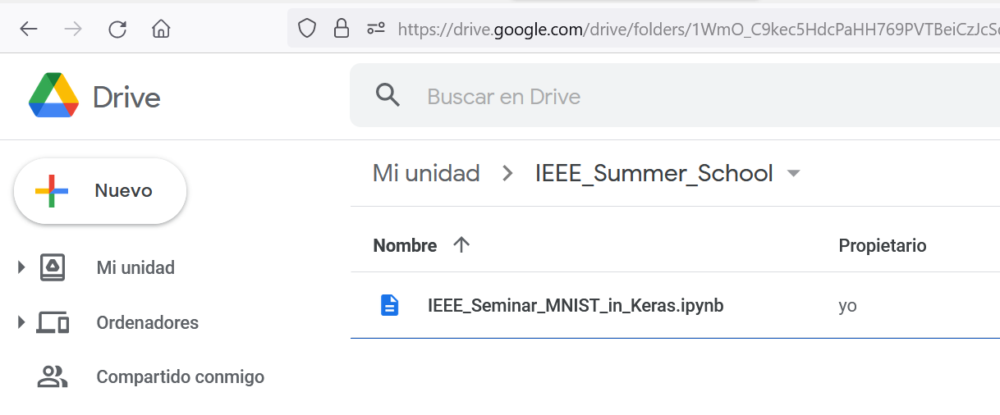 https://drive.google.com/drive/folders/1WmO_C9kec5HdcPaHH769PVTBeiCzJcS
Drive
Buscar en Drive
Mi unidad > IEEE_Summer_School
Nuevo
Nombre Propietario
Mi unidad
IEEE_Seminar_MNIST_in_Keras.ipynb yo
Ordenadores
Compartido conmigo